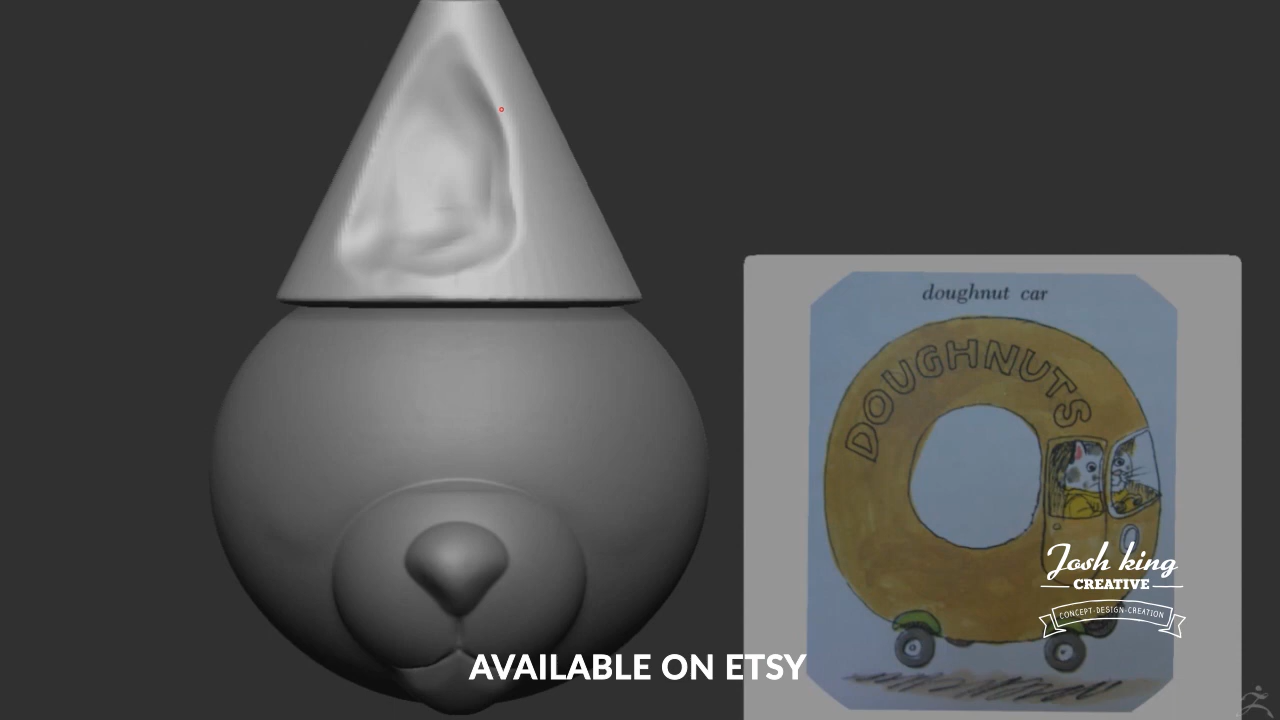 doughnut car
DOUGHNUTS
Josh king
CREATIVE
CONCEPT-DESIGN-CREATION
AVAILABLE ON ETSY